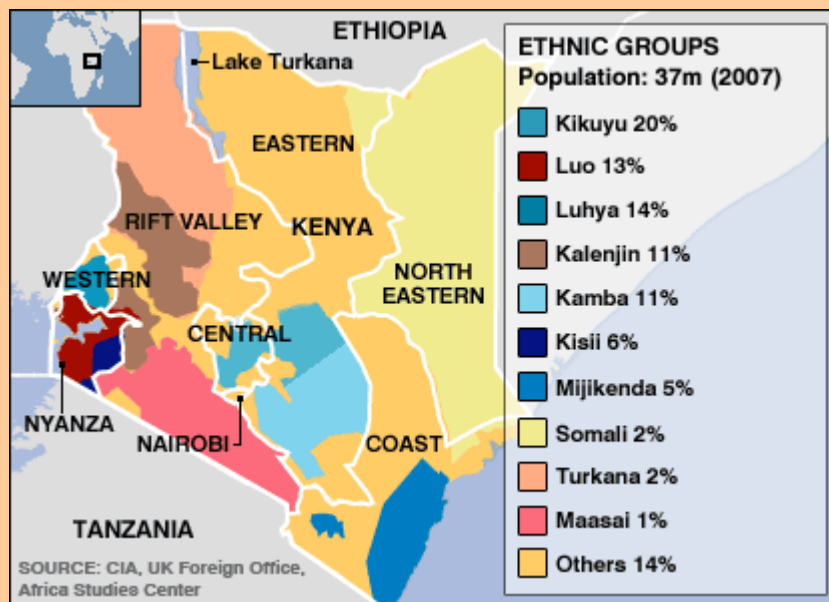 ETHIOPIA
Lake Turkana
EASTERN
RIFT VALLEY
KENYA
WESTERN
NORTH
EASTERN
CENTRAL
NYANZA
NAIROBI
COAST
TANZANIA
SOURCE: CIA, UK Foreign Office,
Africa Studies Center
ETHNIC GROUPS
Population: 37m (2007)
Kikuyu 20%
Luo 13%
Luhya 14%
Kalenjin 11%
Kamba 11%
Kisii 6%
Mijikenda 5%
Somali 2%
Turkana 2%
Maasai 1%
Others 14%